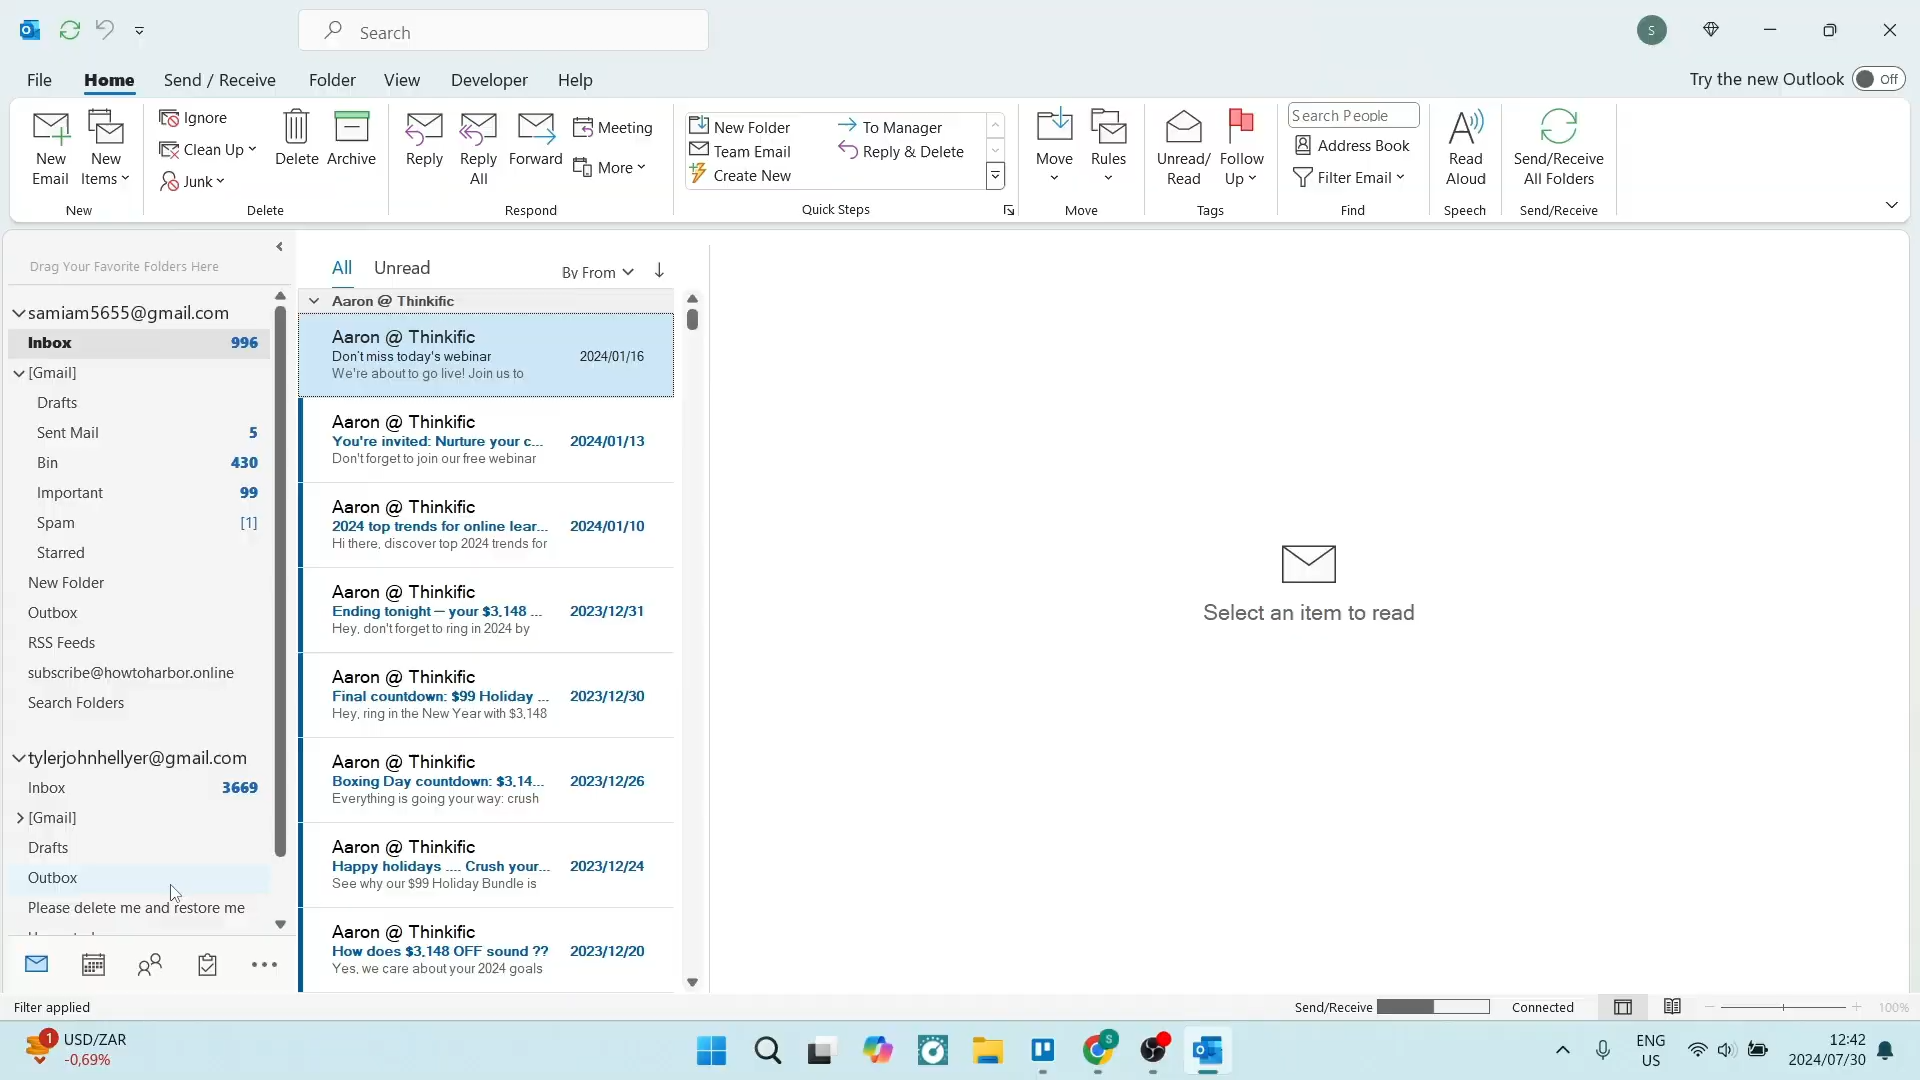 Search
S
File
Home
Send / Receive
Folder
View
Developer
Help
Try the new Outlook
Off
New
Email
New
Items
New
Ignore
Clean Up
Junk
Delete
Archive
Delete
Reply
Reply
All
Forward
Meeting
More
Respond
New Folder
To Manager
Team Email
Reply & Delete
Create New
Quick Steps
Move
Rules
Move
Unread/
Read
Follow
Up
Tags
Search People
Address Book
Filter Email
Find
Read
Aloud
Speech
Send/Receive
All Folders
Send/Receive
Drag Your Favorite Folders Here
samiam5655@gmail.com
Inbox 996
[Gmail]
Drafts
Sent Mail 5
Bin 430
Important 99
Spam [1]
Starred
New Folder
Outbox
RSS Feeds
subscribe@howtoharbor.online
Search Folders
tylerjohnhellyer@gmail.com
Inbox 3669
[Gmail]
Drafts
Outbox
Please delete me and restore me
All
Unread
By From
Aaron @ Thinkific
Aaron @ Thinkific
Don't miss today's webinar 2024/01/16
We're about to go live! Join us to
Aaron @ Thinkific
You're invited: Nurture your c... 2024/01/13
Don't forget to join our free webinar
Aaron @ Thinkific
2024 top trends for online lear... 2024/01/10
Hi there, discover top 2024 trends for
Aaron @ Thinkific
Ending tonight — your $3,148 ... 2023/12/31
Hey, don't forget to ring in 2024 by
Aaron @ Thinkific
Final countdown: $99 Holiday ... 2023/12/30
Hey, ring in the New Year with $3,148
Aaron @ Thinkific
Boxing Day countdown: $3,14... 2023/12/26
Everything is going your way: crush
Aaron @ Thinkific
Happy holidays .... Crush your... 2023/12/24
See why our $99 Holiday Bundle is
Aaron @ Thinkific
How does $3,148 OFF sound ?? 2023/12/20
Yes, we care about your 2024 goals
Select an item to read
Filter applied
Send/Receive
Connected
100%
1
USD/ZAR
-0,69%
S
ENG
US
12:42
2024/07/30